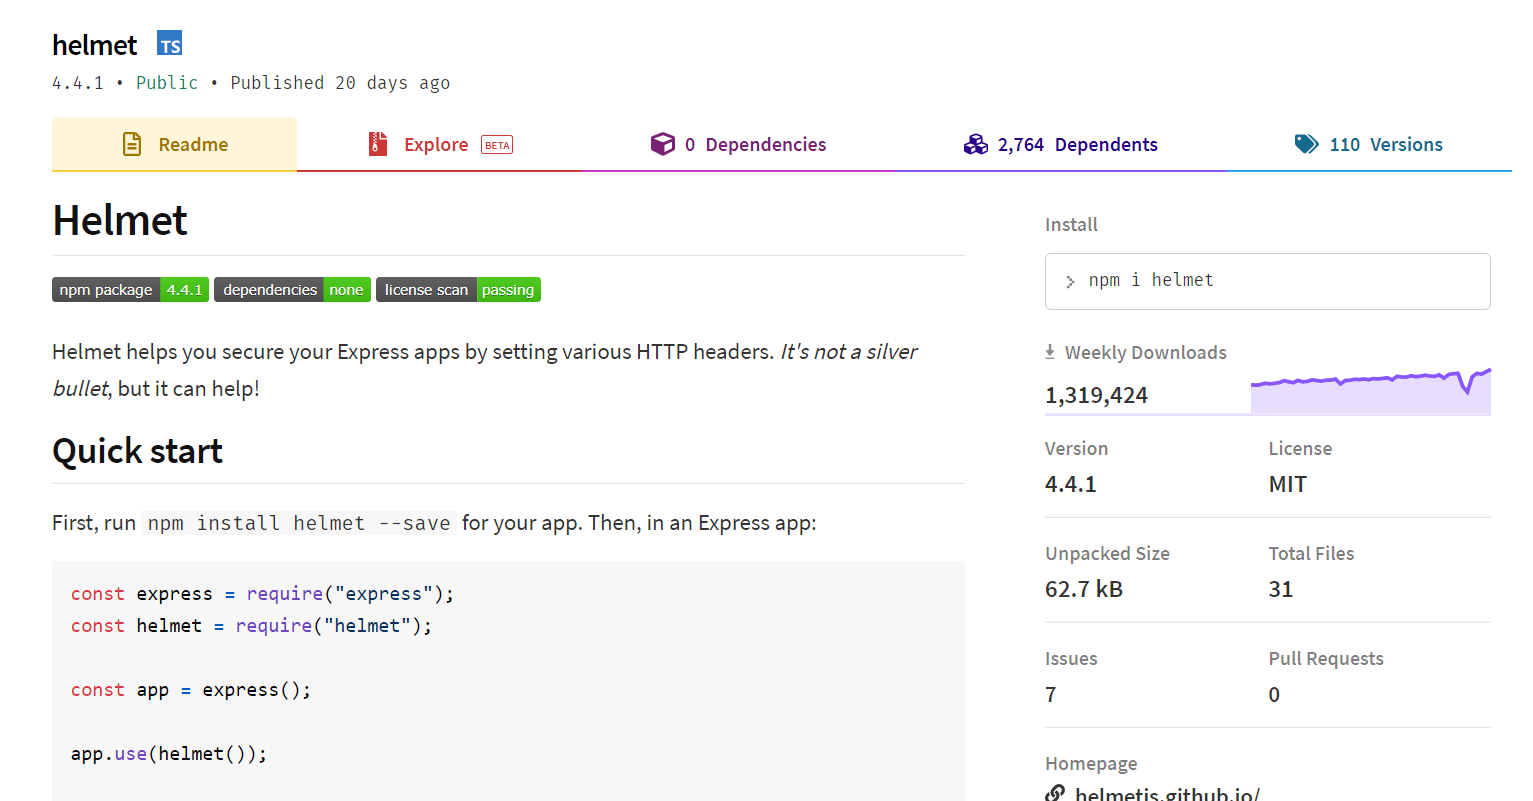 helmet TS
4.4.1 • Public • Published 20 days ago
Readme
Explore BETA
0 Dependencies
2,764 Dependents
110 Versions
Helmet
npm package 4.4.1 dependencies none license scan passing
Helmet helps you secure your Express apps by setting various HTTP headers. It's not a silver
bullet, but it can help!
Quick start
First, run npm install helmet --save for your app. Then, in an Express app:
const express = require("express");
const helmet = require("helmet");
const app = express();
app.use(helmet());
Install
> npm i helmet
Weekly Downloads
1,319,424
Version
4.4.1
License
MIT
Unpacked Size
62.7 kB
Total Files
31
Issues
7
Pull Requests
0
Homepage
helmetjs.github.io/